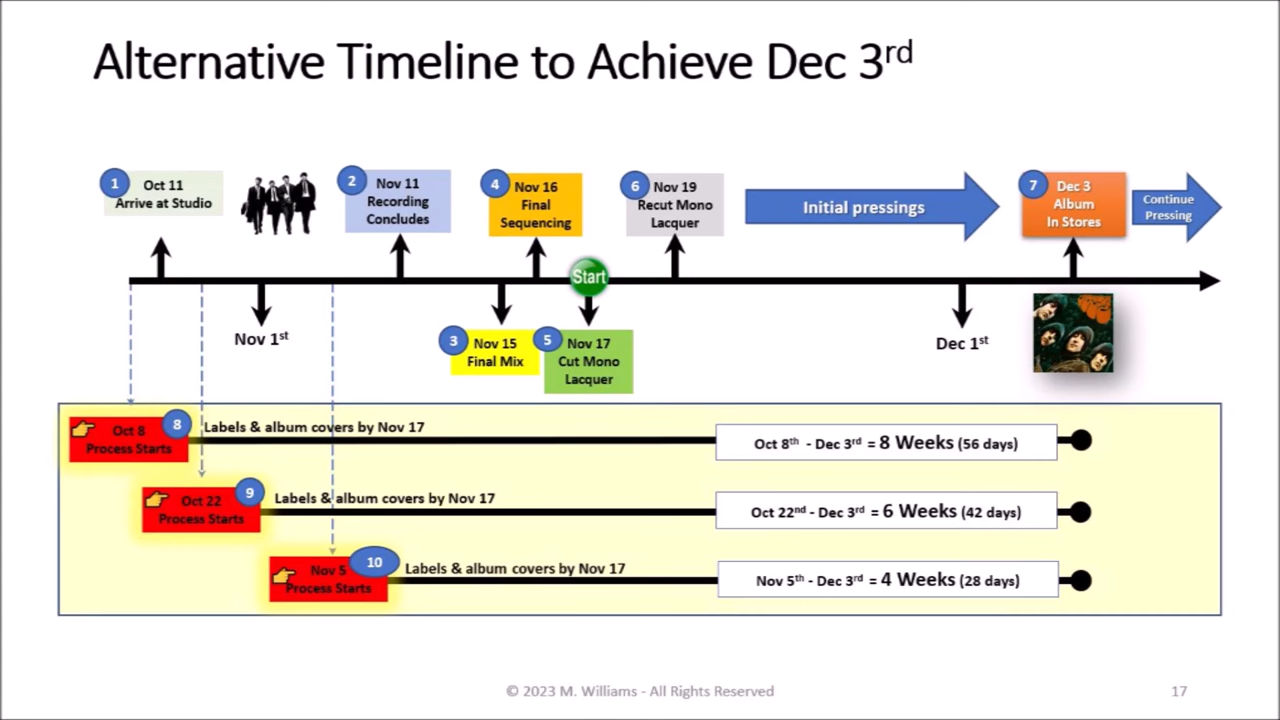 Alternative Timeline to Achieve Dec 3rd
1
Oct 11
Arrive at Studio
2
Nov 11
Recording
Concludes
4
Nov 16
Final
Sequencing
6
Nov 19
Recut Mono
Lacquer
Initial pressings
7
Dec 3
Album
In Stores
Continue
Pressing
Start
Nov 1st
3
Nov 15
Final Mix
5
Nov 17
Cut Mono
Lacquer
Dec 1st
8
Oct 8
Process Starts
Labels & album covers by Nov 17
Oct 8th - Dec 3rd = 8 Weeks (56 days)
9
Oct 22
Process Starts
Labels & album covers by Nov 17
Oct 22nd - Dec 3rd = 6 Weeks (42 days)
10
Nov 5
Process Starts
Labels & album covers by Nov 17
Nov 5th - Dec 3rd = 4 Weeks (28 days)
© 2023 M. Williams - All Rights Reserved
17